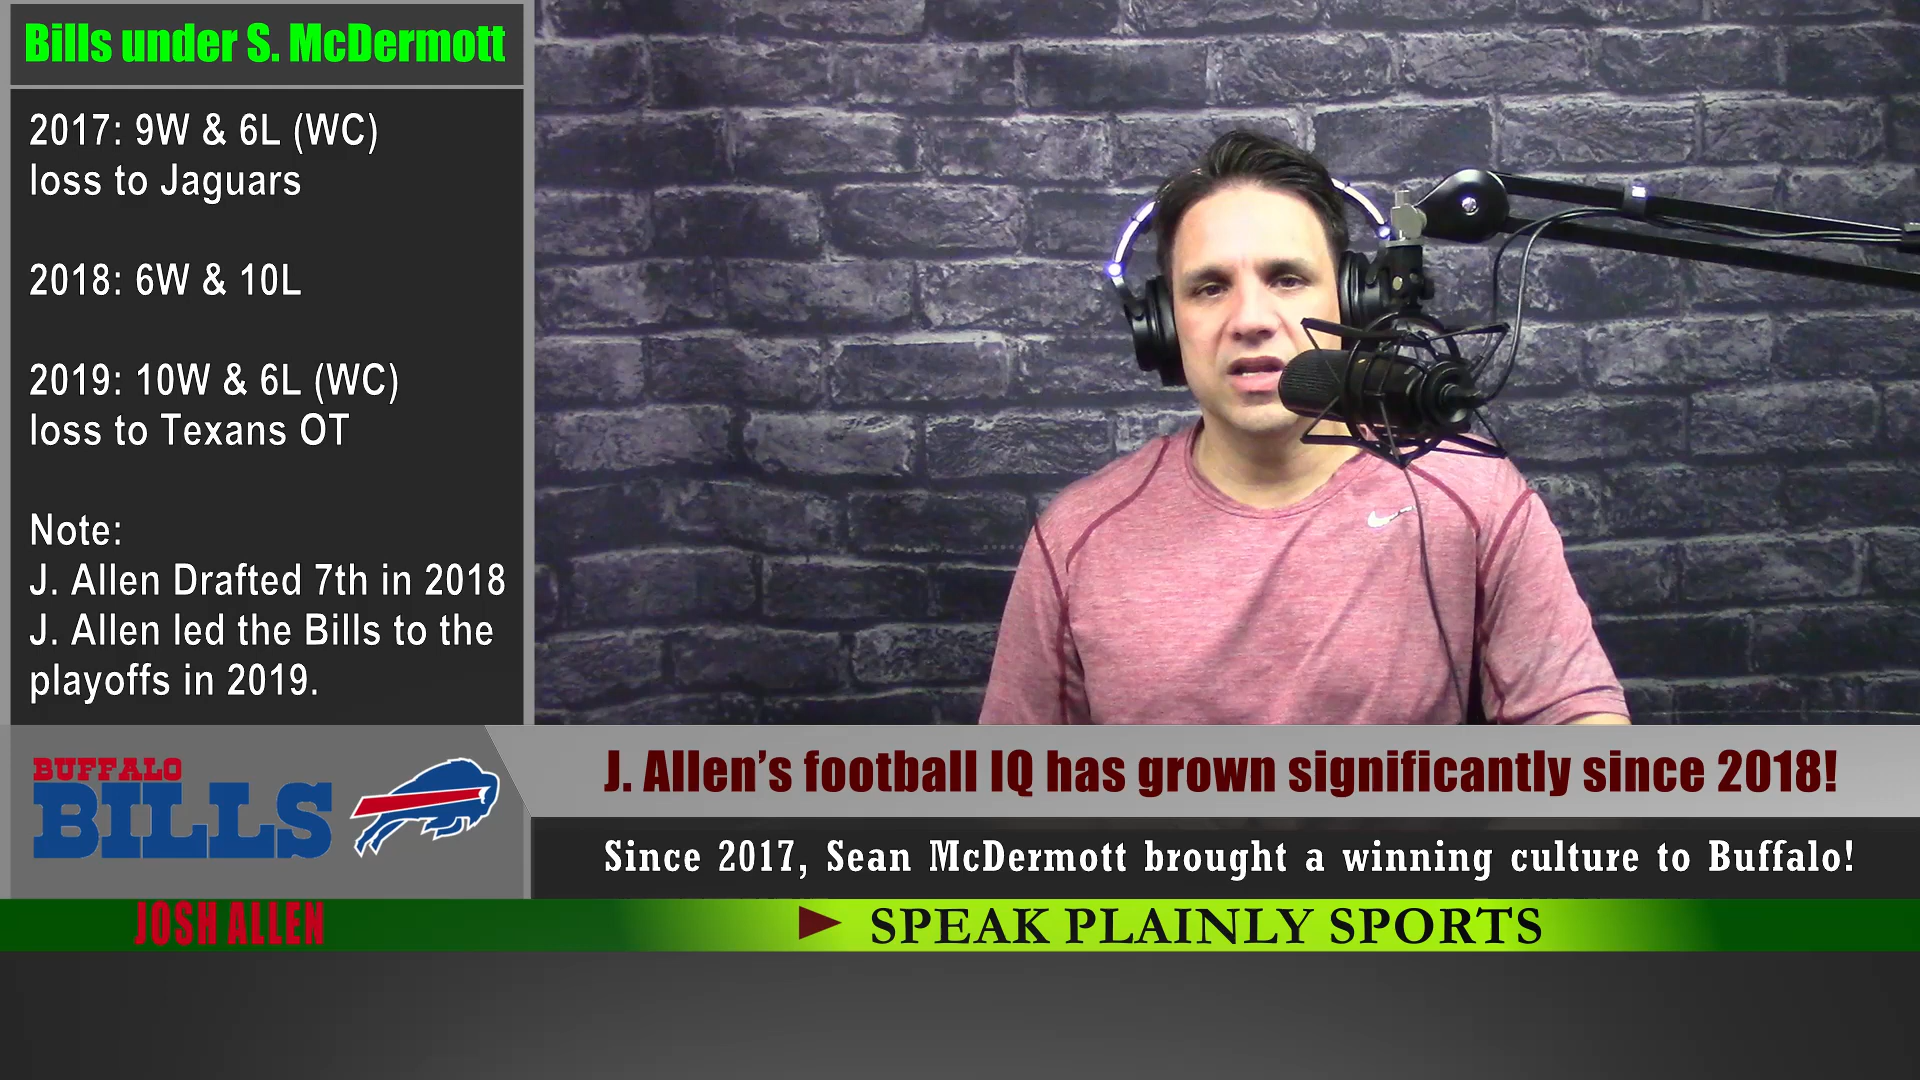 Bills under S. McDermott
2017: 9W & 6L (WC)
loss to Jaguars
2018: 6W & 10L
2019: 10W & 6L (WC)
loss to Texans OT
Note:
J. Allen Drafted 7th in 2018
J. Allen led the Bills to the
playoffs in 2019.
BUFFALO
BILLS
J. Allen’s football IQ has grown significantly since 2018!
Since 2017, Sean McDermott brought a winning culture to Buffalo!
JOSH ALLEN
SPEAK PLAINLY SPORTS